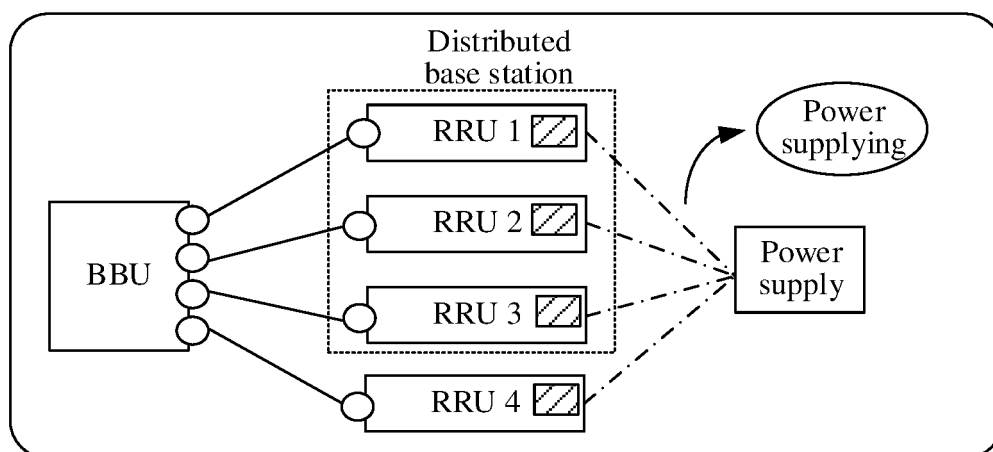 Distributed
base station
RRU 1
Power
supplying
RRU 2
BBU
Power
supply
RRU 3
RRU 4